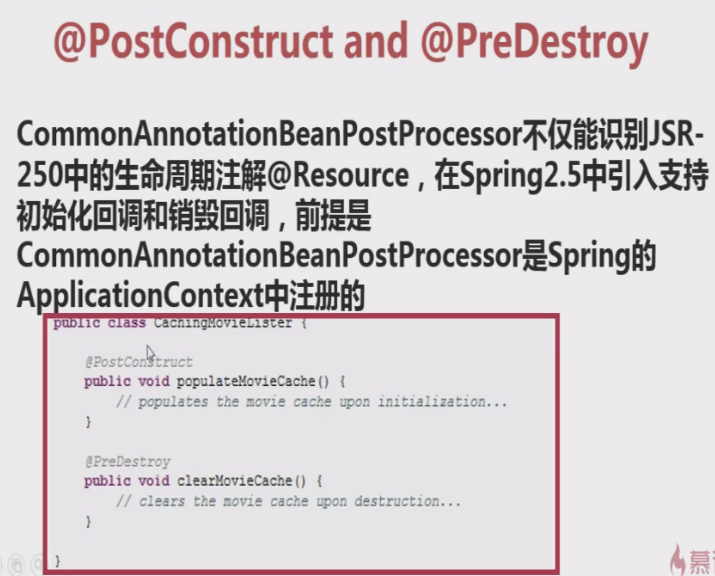 @PostConstruct and @PreDestroy
CommonAnnotationBeanPostProcessor不仅能识别JSR-
250中的生命周期注解@Resource，在Spring2.5中引入支持
初始化回调和销毁回调，前提是
CommonAnnotationBeanPostProcessor是Spring的
ApplicationContext中注册的
public class CachingMovieLister {
@PostConstruct
public void populateMovieCache() {
// populates the movie cache upon initialization...
}
@PreDestroy
public void clearMovieCache() {
// clears the movie cache upon destruction...
}
}
慕